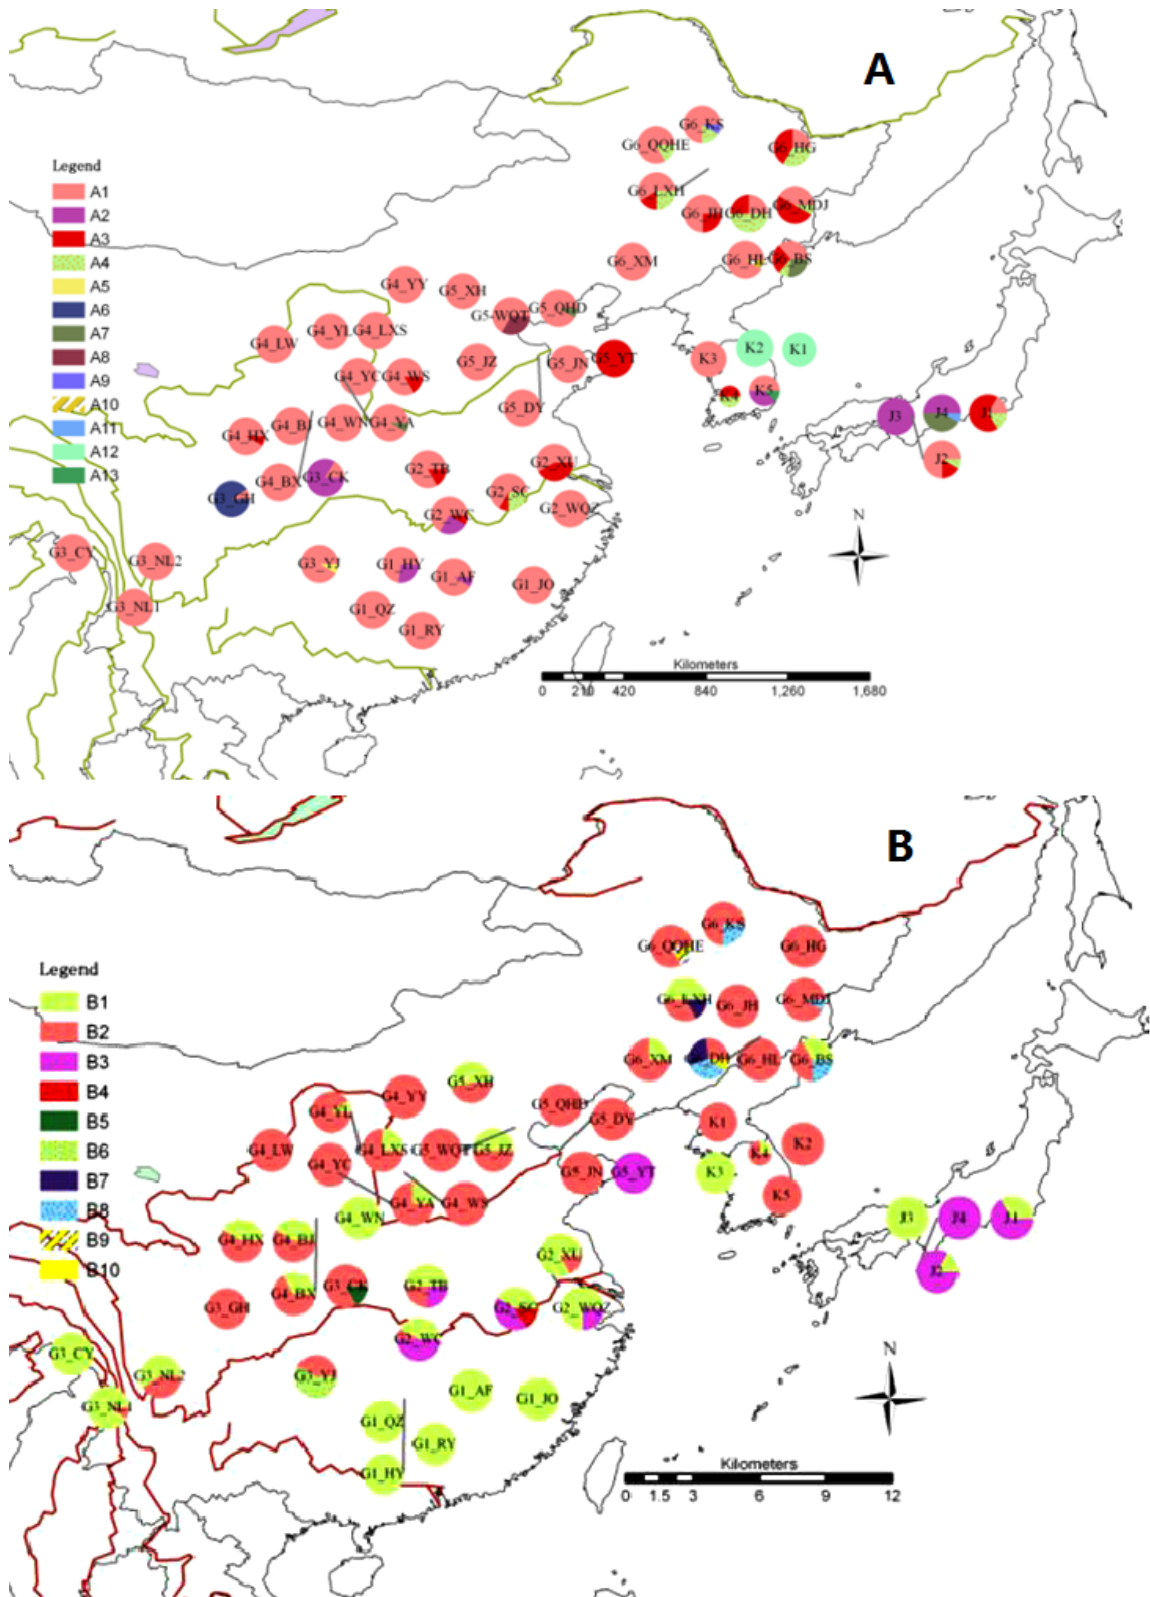 A
Legend
A1
A2
A3
A4
A5
A6
A7
A8
A9
A10
A11
A12
A13
G6_KS
G6_QQHE
G6_HG
G6_LXH
G6_JH
G6_DH
G6_MDJ
G6_XM
G6_HL
G6_BS
G4_YY
G5_XH
G5-WQT
G5_QHD
G4_LW
G4_YL
G4_LXS
G5_JZ
G5_JN
G5_YT
K3
K2
K1
G4_YC
G4_WS
K4
K5
G5_DY
J3
J4
J1
G4_HX
G4_BJ
G4_WN
G4_YA
J2
G4_BX
G3_CK
G2_TB
G2_XU
G3_GH
G2_SC
G2_WC
G2_WQZ
N
G3_CY
G3_NL2
G3_YJ
G1_HY
G1_AF
G1_JO
G3_NL1
G1_QZ
G1_RY
Kilometers
0 210 420 840 1,260 1,680
B
Legend
B1
B2
B3
B4
B5
B6
B7
B8
B9
B10
G6_KS
G6_QQHE
G6_HG
G6_LXH
G6_JH
G6_MDJ
G6_XM
G6_DH
G6_HL
G6_BS
G5_XH
G4_YY
G4_YL
G5_QHD
G5_DY
K1
G4_LW
G4_LXS
G5_WQT
G5_JZ
K4
K2
G4_YC
G5_JN
G5_YT
K3
G4_YA
G4_WS
K5
G4_WN
J3
J4
J1
G4_HX
G4_BJ
G2_XU
J2
G4_BX
G3_CK
G2_TB
G3_GH
G2_SC
G2_WQZ
G2_WC
G3_CY
G3_NL2
G3_YJ
G1_AF
G1_JO
N
G3_NL1
G1_QZ
G1_RY
G1_HY
Kilometers
0 1.5 3 6 9 12